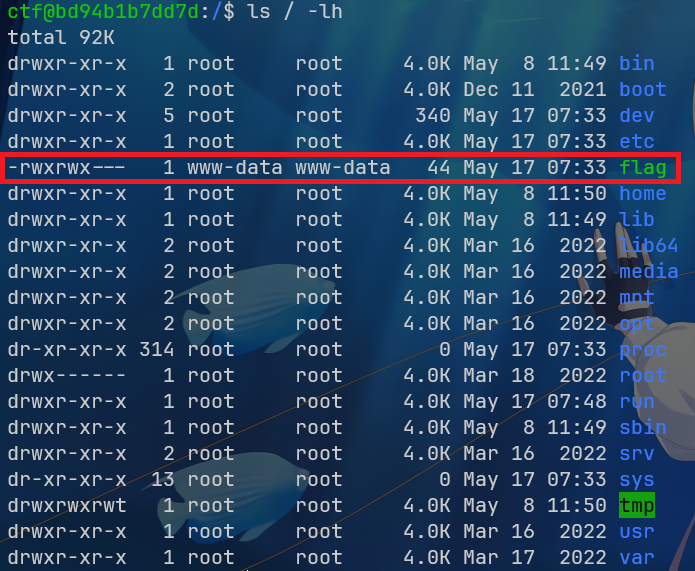 ctf@bd94b1b7dd7d:/$ ls / -lh
total 92K
drwxr-xr-x   1 root     root     4.0K May  8 11:49 bin
drwxr-xr-x   2 root     root     4.0K Dec 11  2021 boot
drwxr-xr-x   5 root     root      340 May 17 07:33 dev
drwxr-xr-x   1 root     root     4.0K May 17 07:33 etc
-rwxrwx---   1 www-data www-data   44 May 17 07:33 flag
drwxr-xr-x   1 root     root     4.0K May  8 11:50 home
drwxr-xr-x   1 root     root     4.0K May  8 11:49 lib
drwxr-xr-x   2 root     root     4.0K Mar 16  2022 lib64
drwxr-xr-x   2 root     root     4.0K Mar 16  2022 media
drwxr-xr-x   2 root     root     4.0K Mar 16  2022 mnt
drwxr-xr-x   2 root     root     4.0K Mar 16  2022 opt
dr-xr-xr-x 314 root     root        0 May 17 07:33 proc
drwx------   1 root     root     4.0K Mar 18  2022 root
drwxr-xr-x   1 root     root     4.0K May 17 07:48 run
drwxr-xr-x   1 root     root     4.0K May  8 11:49 sbin
drwxr-xr-x   2 root     root     4.0K Mar 16  2022 srv
dr-xr-xr-x  13 root     root        0 May 17 07:33 sys
drwxrwxrwt   1 root     root     4.0K May  8 11:50 tmp
drwxr-xr-x   1 root     root     4.0K Mar 16  2022 usr
drwxr-xr-x   1 root     root     4.0K Mar 17  2022 var